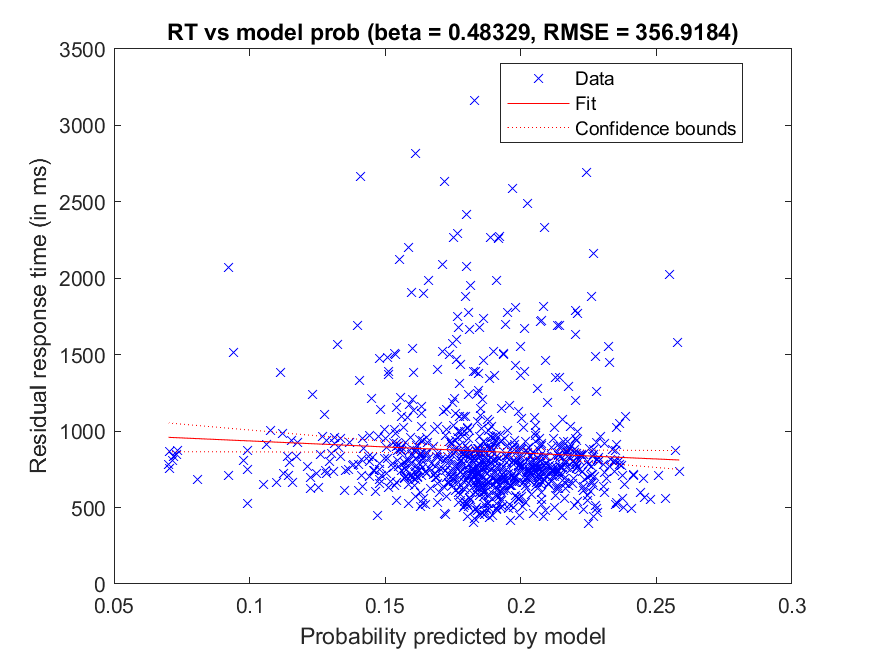 RT vs model prob (beta = 0.48329, RMSE = 356.9184)
3500
3000
2500
2000
1500
1000
500
0
Residual response time (in ms)
Data
Fit
Confidence bounds
0.05 0.1 0.15 0.2 0.25 0.3
Probability predicted by model